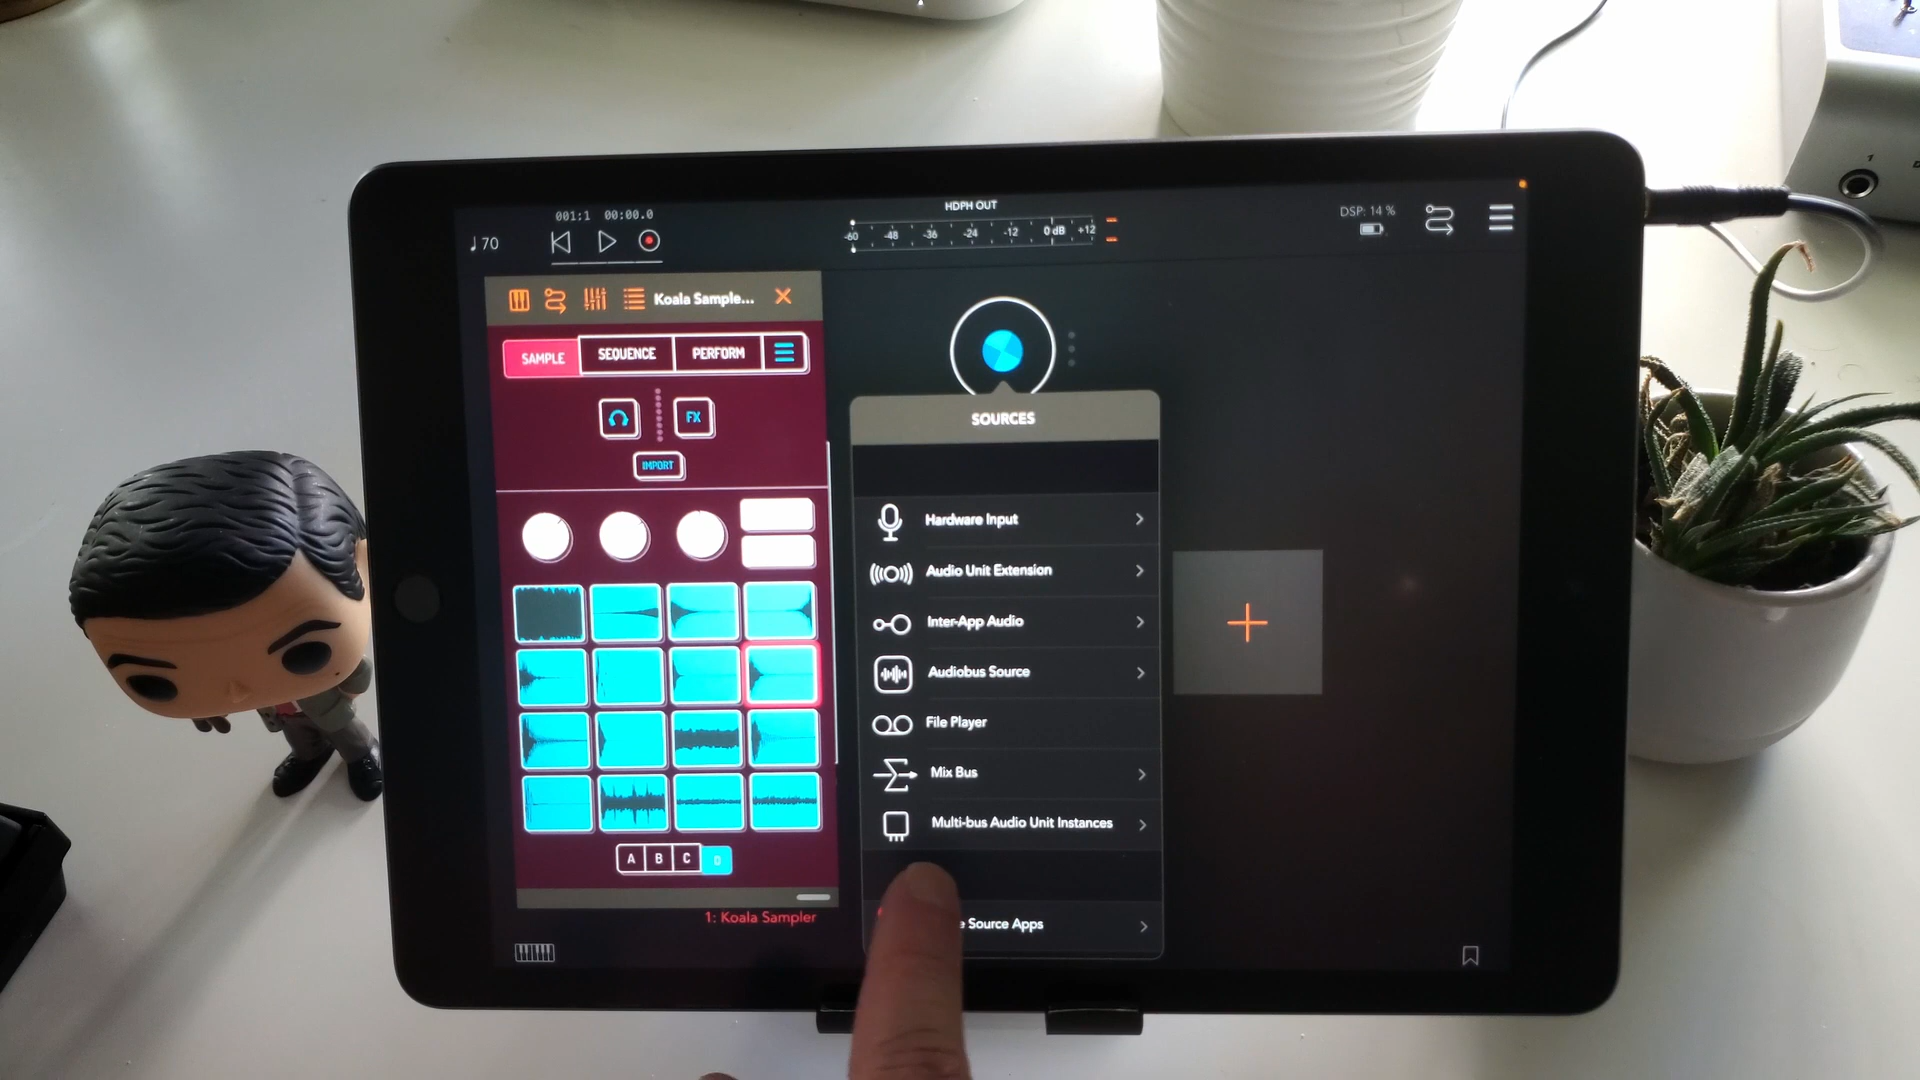 001:1 00:00.0
♩70
HDPH OUT
-60 -48 -36 -24 -12 0 dB +12
DSP: 14 %
Koala Sample...
SAMPLE SEQUENCE PERFORM
FX
IMPORT
A B C D
1: Koala Sampler
SOURCES
Hardware Input
Audio Unit Extension
Inter-App Audio
Audiobus Source
File Player
Mix Bus
Multi-bus Audio Unit Instances
Source Apps
1